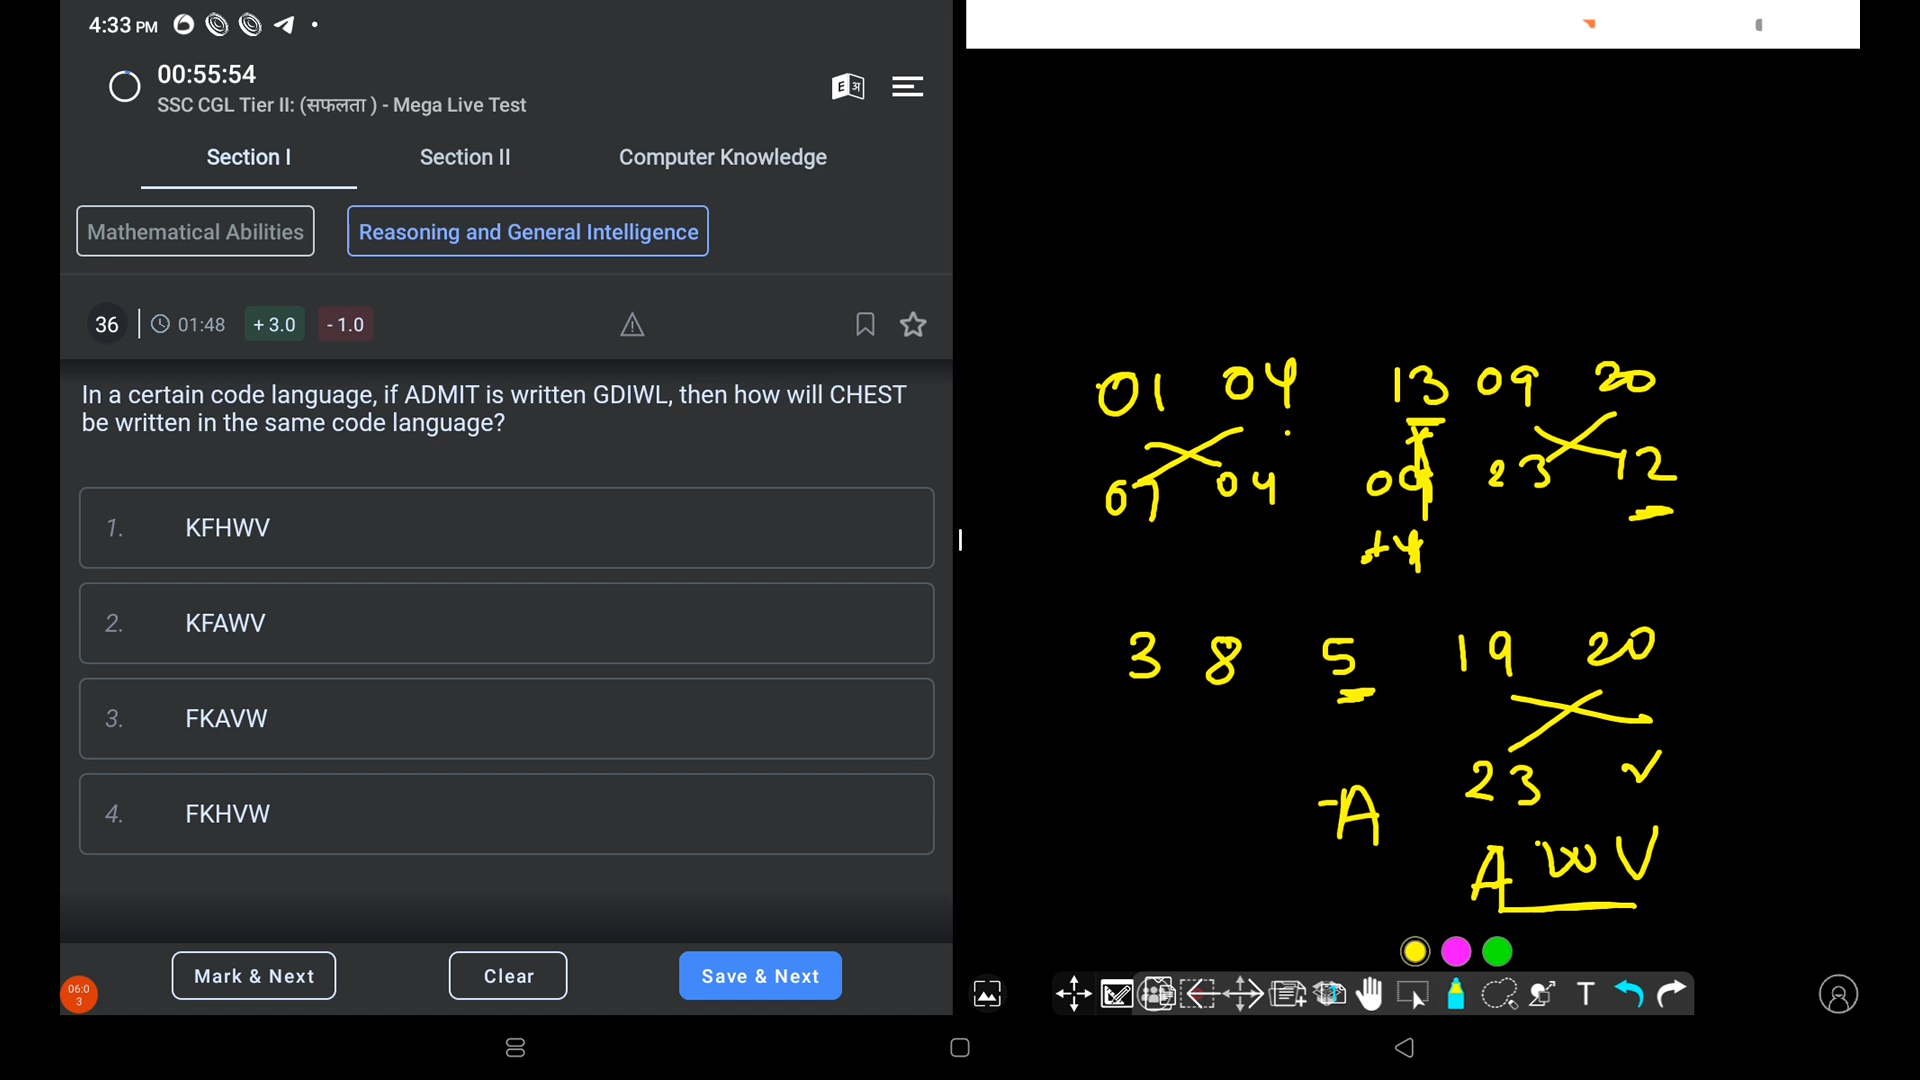 4:33 PM
00:55:54
SSC CGL Tier II: (सफलता ) - Mega Live Test
E अ
Section I Section II Computer Knowledge
Mathematical Abilities Reasoning and General Intelligence
36 01:48 + 3.0 - 1.0
In a certain code language, if ADMIT is written GDIWL, then how will CHEST
be written in the same code language?
1. KFHWV
2. KFAWV
3. FKAVW
4. FKHVW
Mark & Next Clear Save & Next
06:0
3
01 04 13 09 20
07 04 09 23 12
+4
3 8 5 19 20
23 ✓
-A
A W V
T